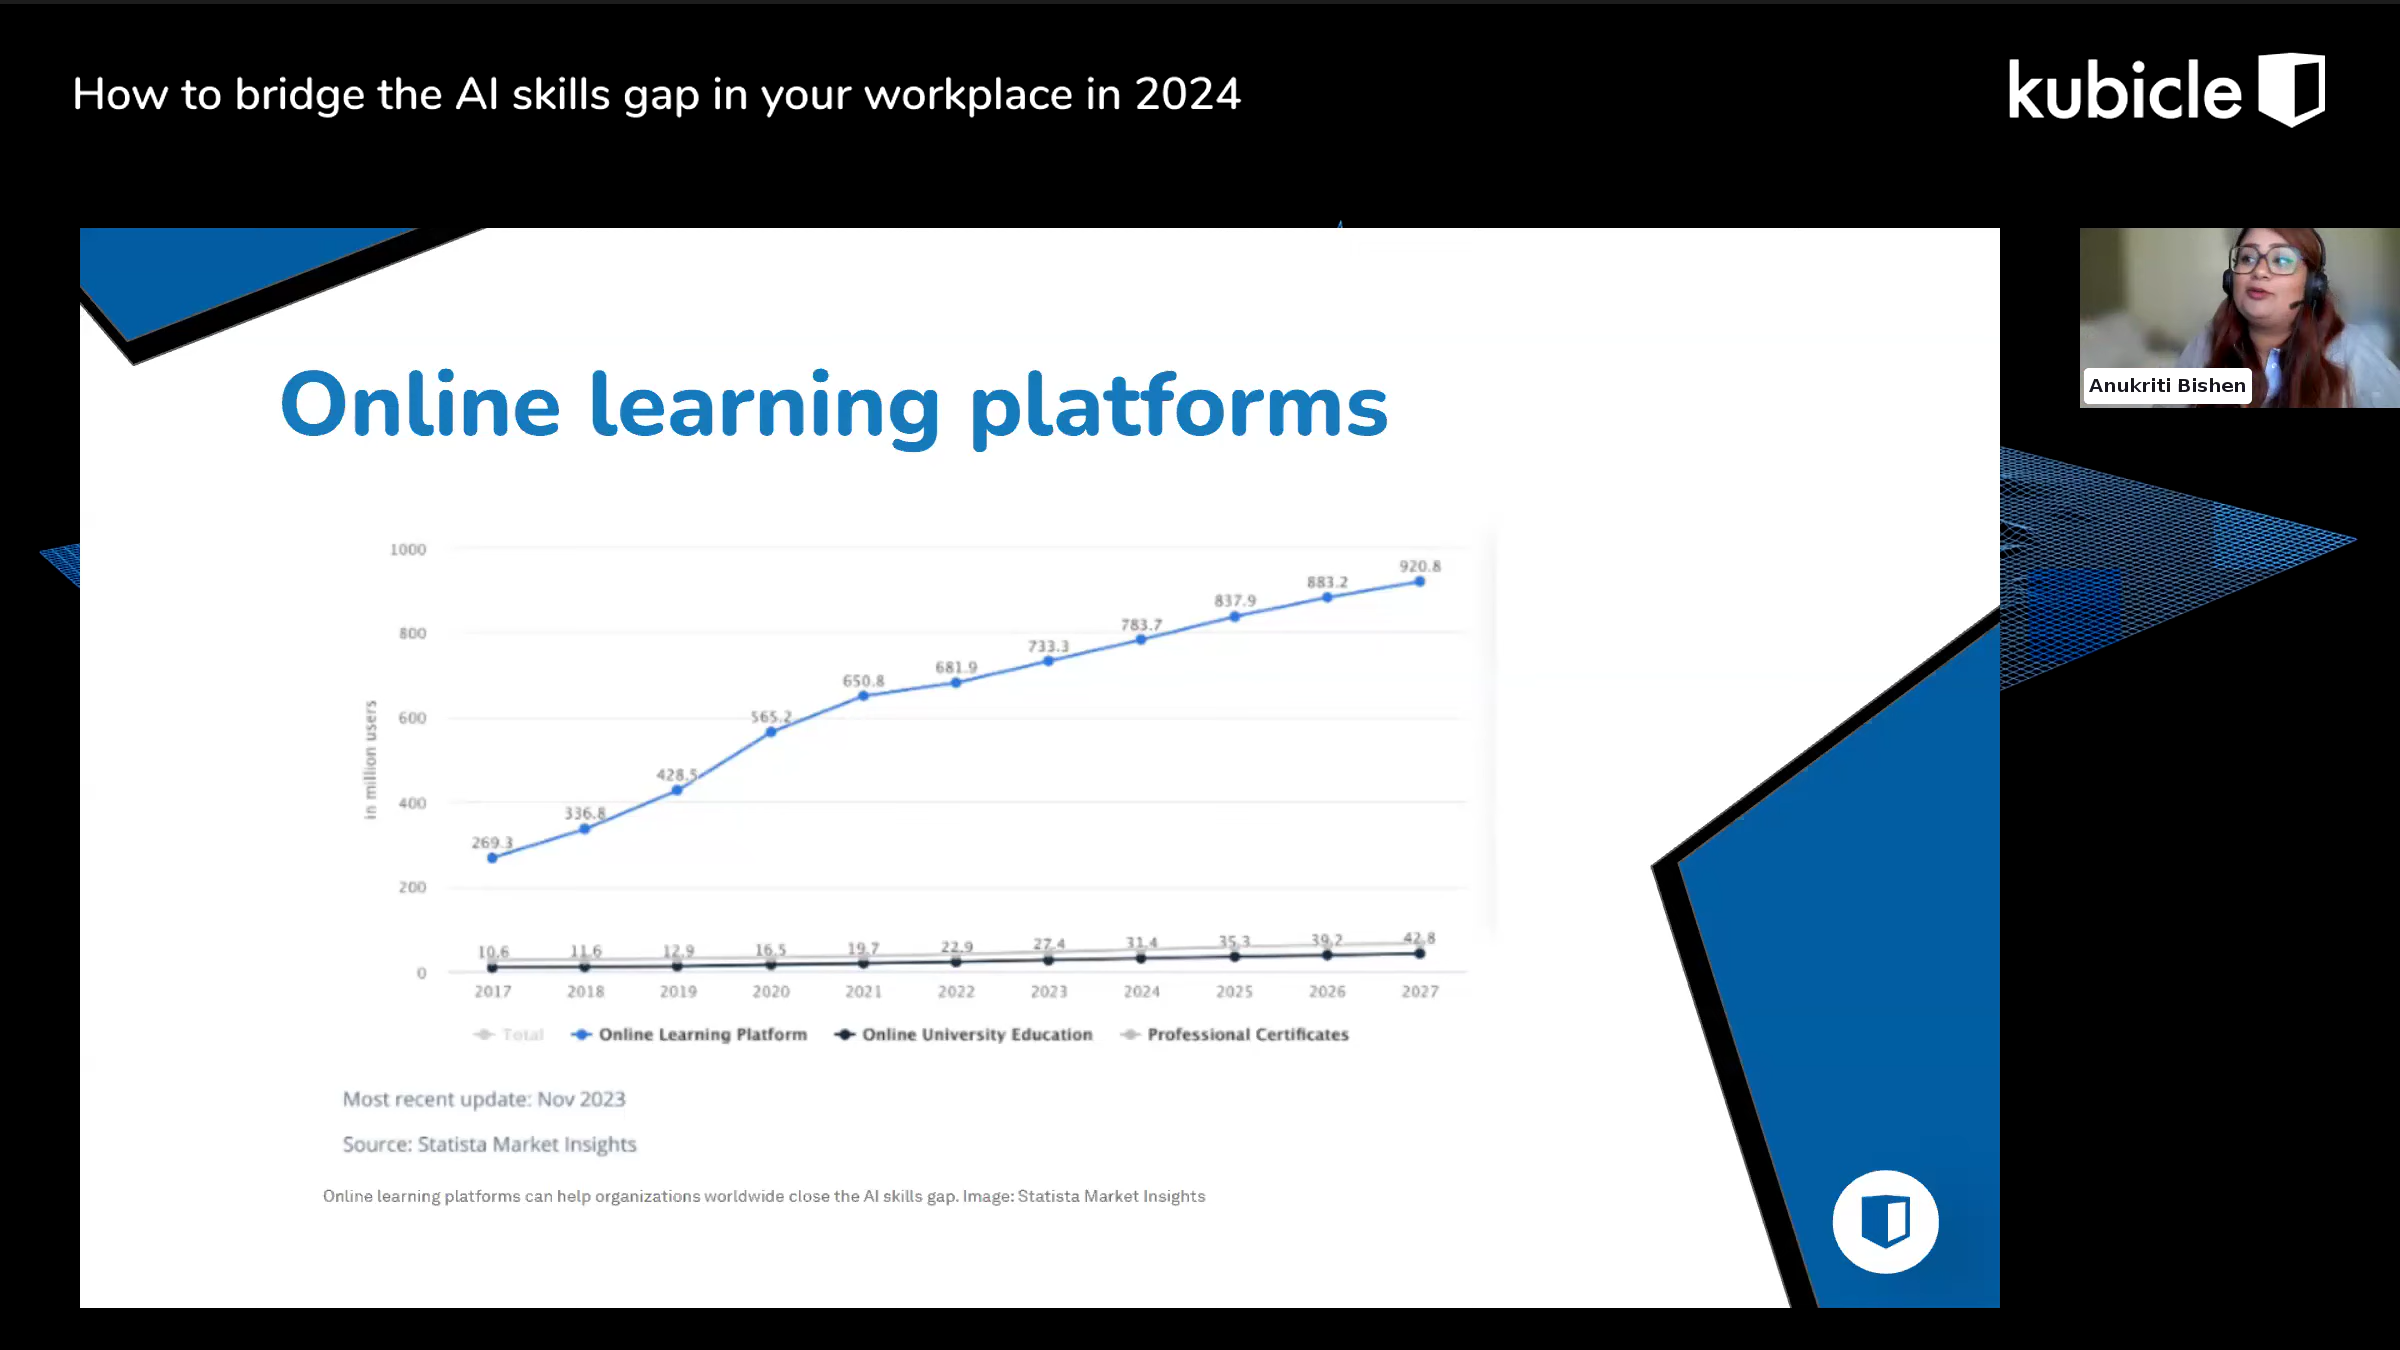 How to bridge the AI skills gap in your workplace in 2024
kubicle
Anukriti Bishen
Online learning platforms
in million users
1000
800
600
400
200
0
269.3
336.8
428.5
565.2
650.8
681.9
733.3
783.7
837.9
883.2
920.8
10.6 11.6 12.9 16.5 19.7 22.9 27.4 31.4 35.3 39.2 42.8
2017 2018 2019 2020 2021 2022 2023 2024 2025 2026 2027
Total Online Learning Platform Online University Education Professional Certificates
Most recent update: Nov 2023
Source: Statista Market Insights
Online learning platforms can help organizations worldwide close the AI skills gap. Image: Statista Market Insights